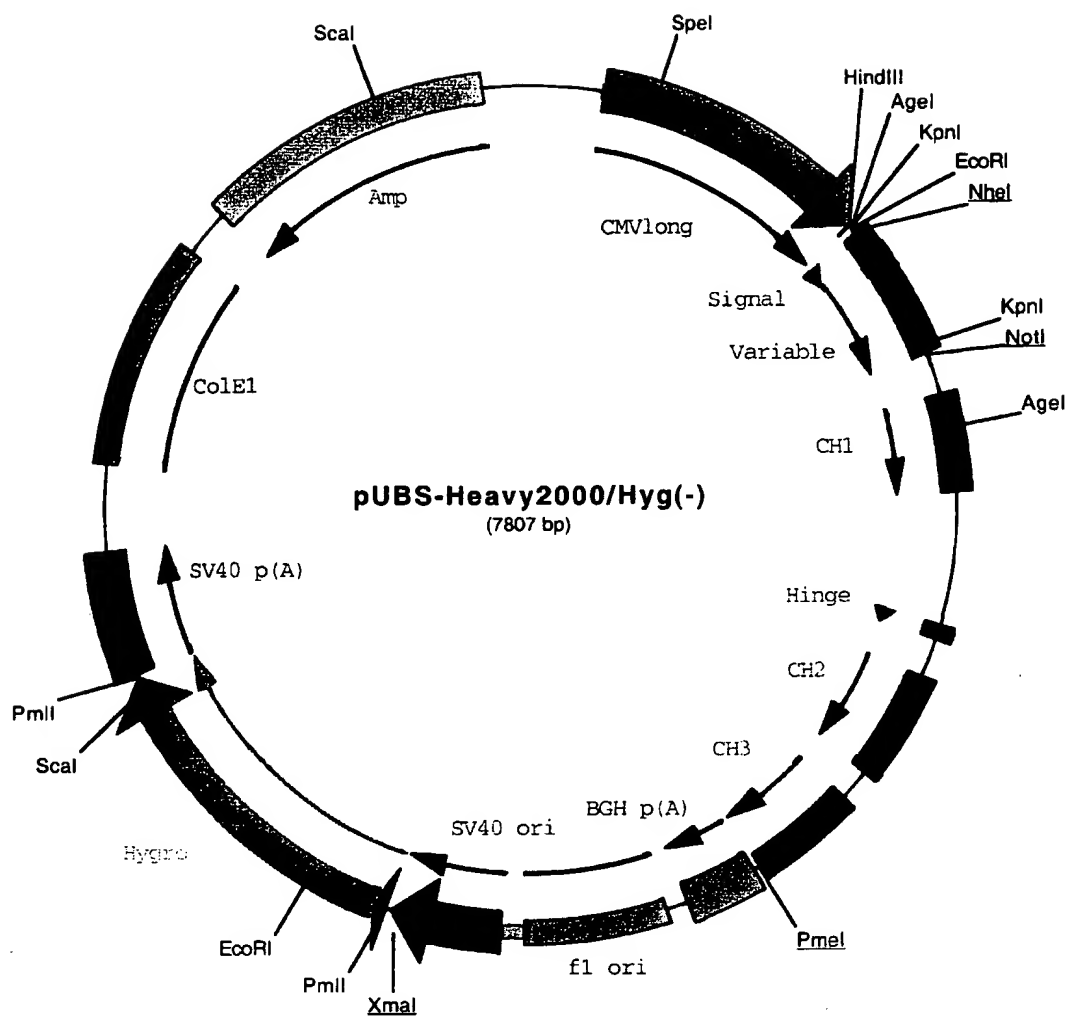 ScaI
SpeI
HindIII
AgeI
KpnI
EcoRI
NheI
Amp
CMVlong
Signal
Variable
KpnI
NotI
ColE1
AgeI
CH1
pUBS-Heavy2000/Hyg(-)
(7807 bp)
SV40 p(A)
Hinge
CH2
PmlI
CH3
ScaI
BGH p(A)
SV40 ori
Hygro
EcoRI
PmeI
f1 ori
PmlI
XmaI